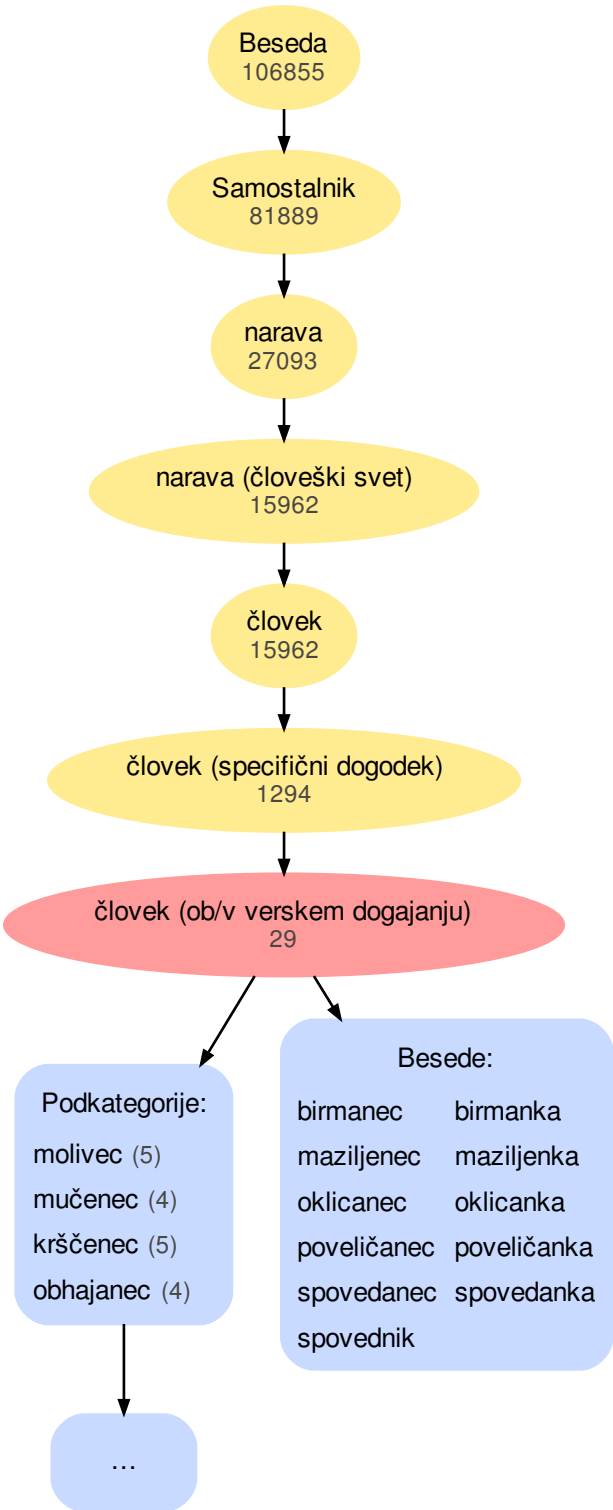 Beseda
106855
Samostalnik
81889
narava
27093
narava (človeški svet)
15962
človek
15962
človek (specifični dogodek)
1294
človek (ob/v verskem dogajanju)
29
Podkategorije:
molivec (5)
mučenec (4)
krščenec (5)
obhajanec (4)
…
Besede:
birmanec birmanka
maziljenec maziljenka
oklicanec oklicanka
poveličanec poveličanka
spovedanec spovedanka
spovednik